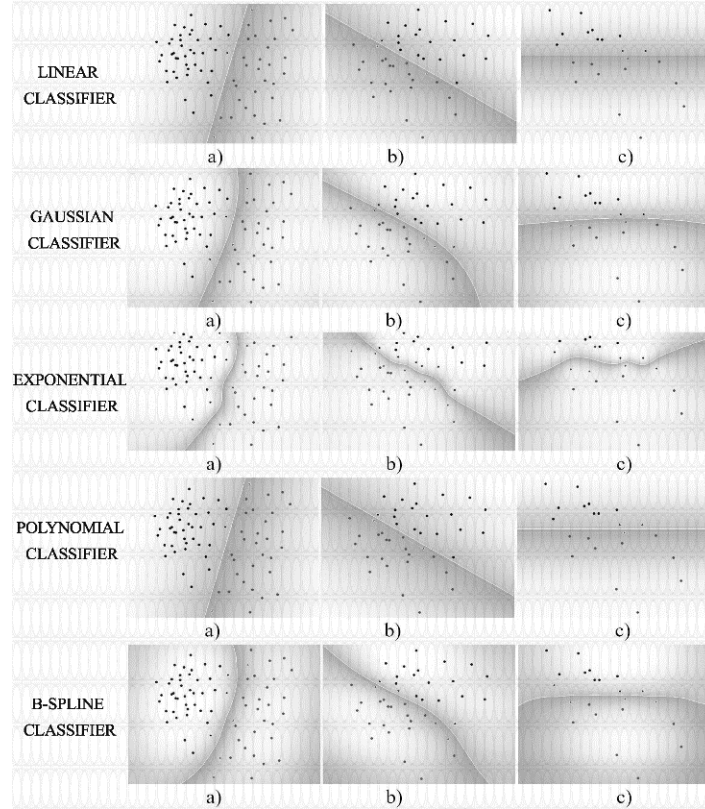 LINEAR
CLASSIFIER
a)
b)
c)
GAUSSIAN
CLASSIFIER
a)
b)
c)
EXPONENTIAL
CLASSIFIER
a)
b)
c)
POLYNOMIAL
CLASSIFIER
a)
b)
c)
B-SPLINE
CLASSIFIER
a)
b)
c)